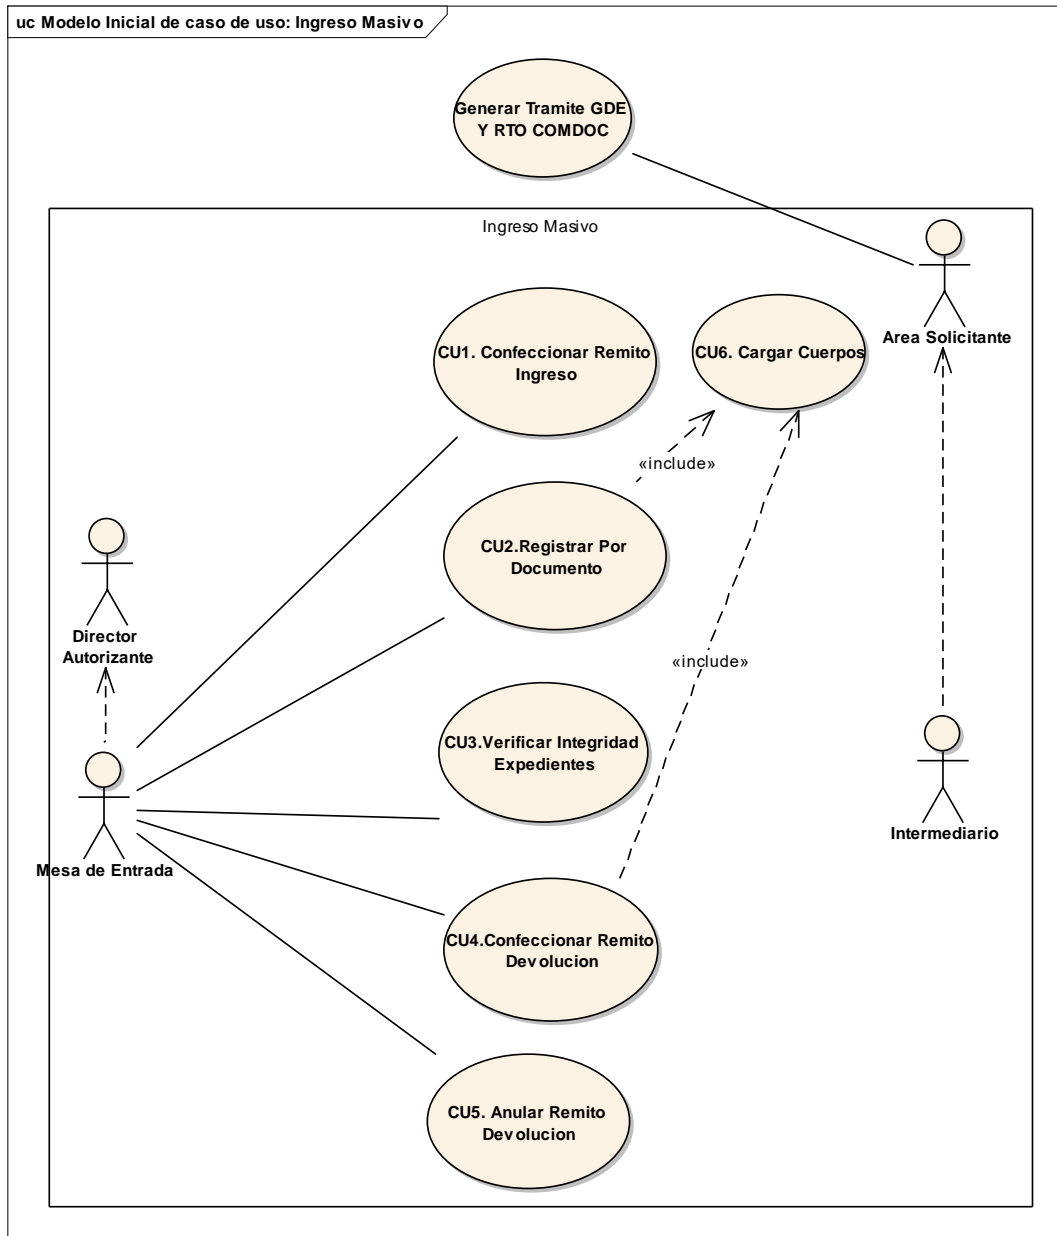 uc Modelo Inicial de caso de uso: Ingreso Masivo
Generar Tramite GDE
Y RTO COMDOC
Ingreso Masivo
CU1. Confeccionar Remito
Ingreso
CU6. Cargar Cuerpos
Area Solicitante
«include»
CU2.Registrar Por
Documento
Director
Autorizante
«include»
CU3.Verificar Integridad
Expedientes
Intermediario
Mesa de Entrada
CU4.Confeccionar Remito
Devolucion
CU5. Anular Remito
Devolucion